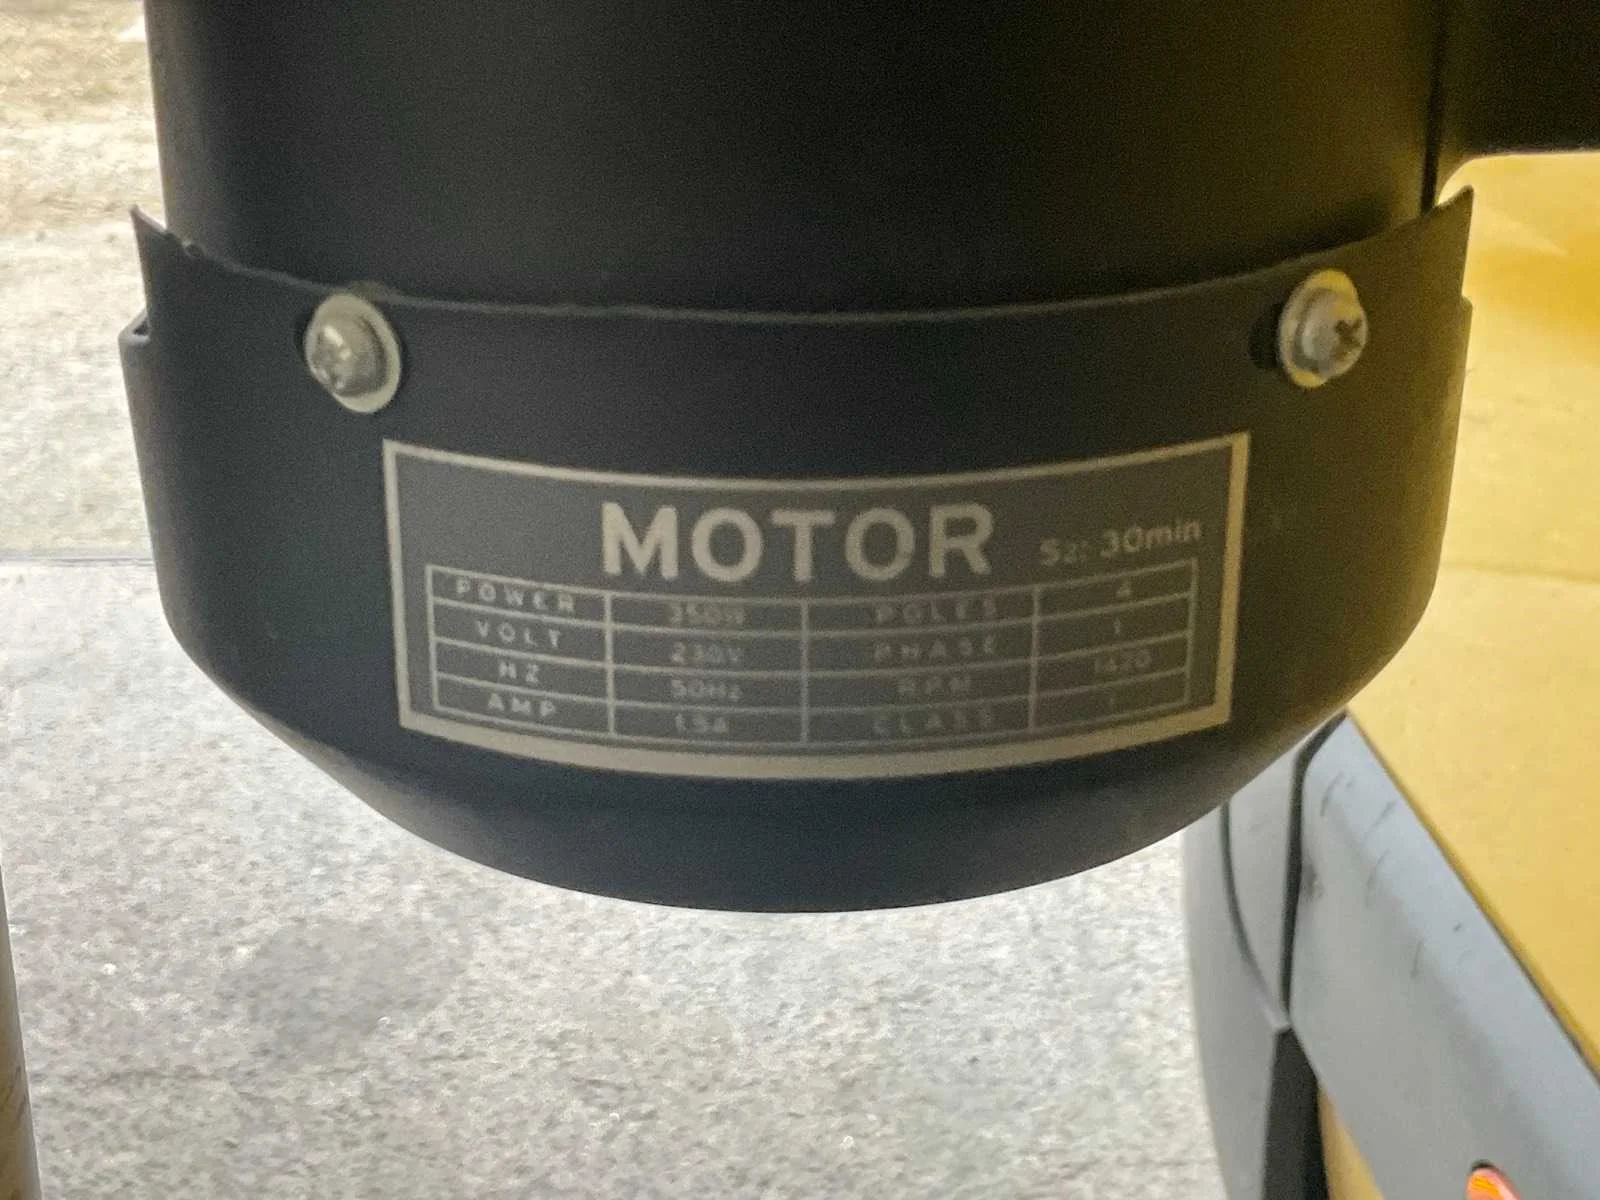 MOTOR S2: 30min
POWER 350W POLES 4
VOLT 230V PHASE 1
HZ 50Hz RPM 1420
AMP 1.5A CLASS